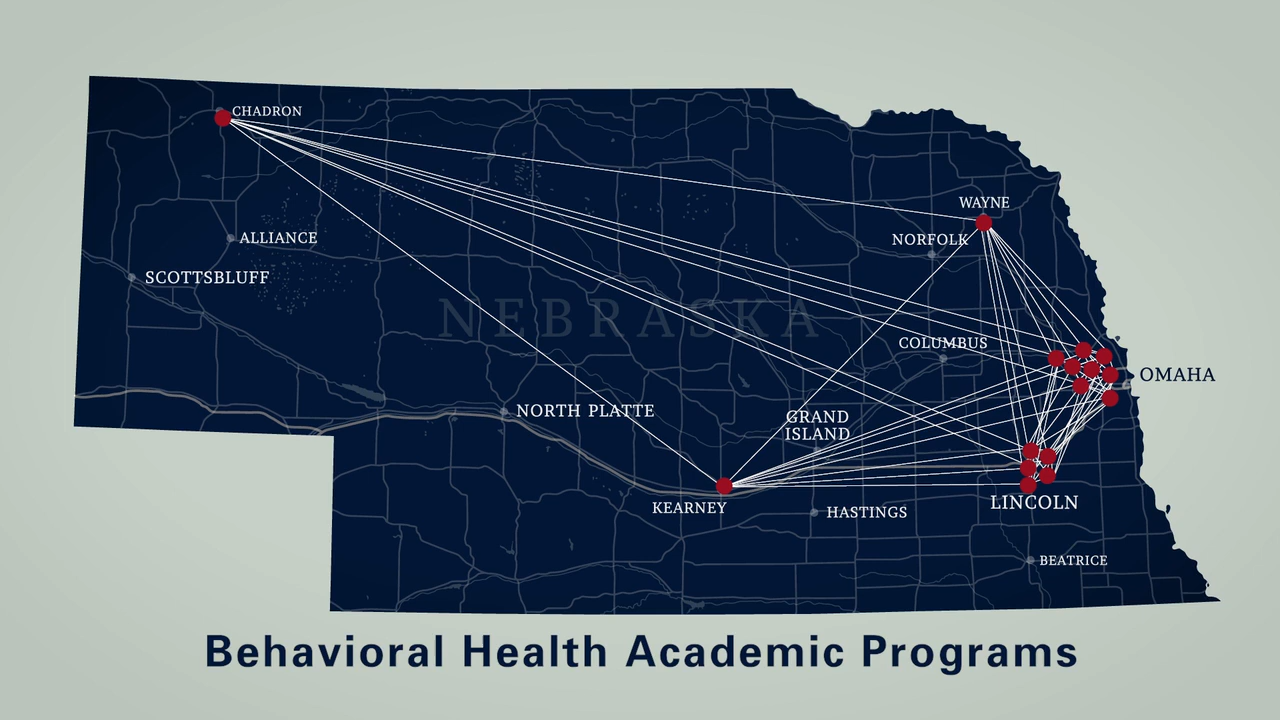 CHADRON
WAYNE
NORFOLK
ALLIANCE
SCOTTSBLUFF
NEBRASKA
COLUMBUS
OMAHA
NORTH PLATTE
GRAND
ISLAND
KEARNEY
LINCOLN
HASTINGS
BEATRICE
Behavioral Health Academic Programs